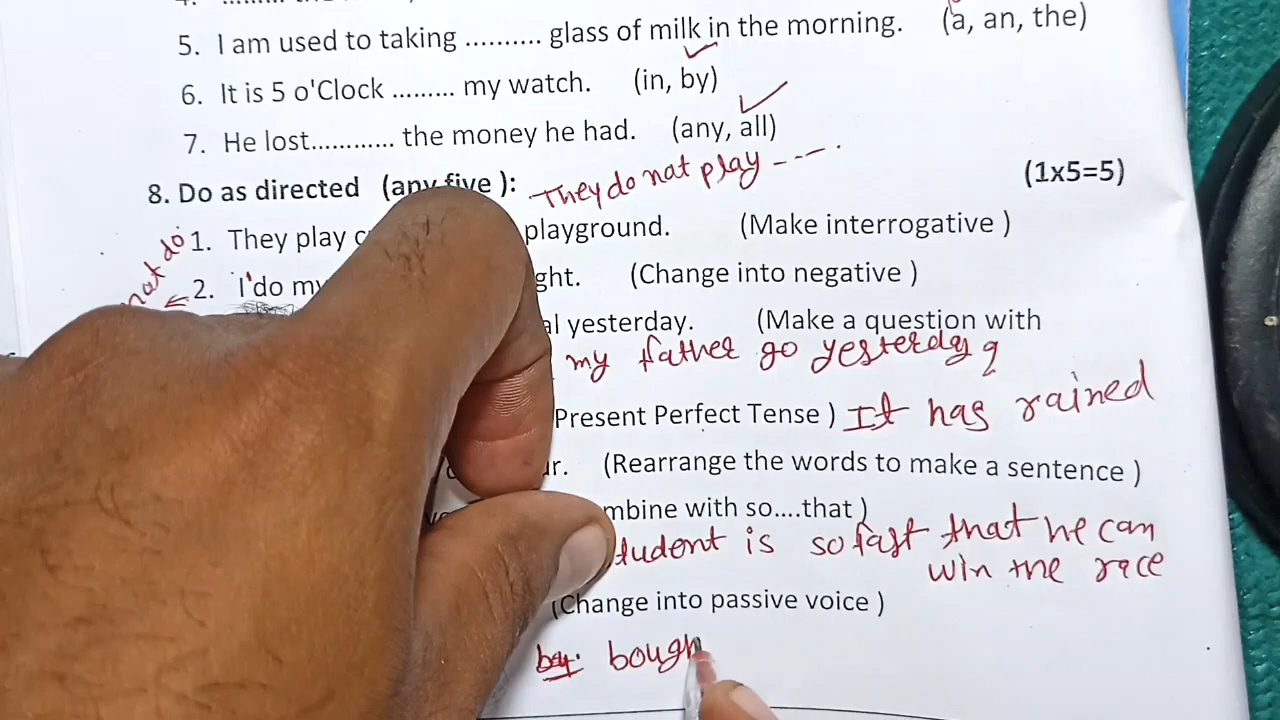 5. I am used to taking .......... glass of milk in the morning. (a, an, the)
6. It is 5 o'Clock ......... my watch. (in, by)
7. He lost............ the money he had. (any, all)
8. Do as directed (any five ): They do not play ----. (1x5=5)
not do 1. They play playground. (Make interrogative )
2. I do my ght. (Change into negative )
al yesterday. (Make a question with
my father go yesterday ?
Present Perfect Tense ) It has rained
r. (Rearrange the words to make a sentence )
mbine with so....that )
tudent is so fast that he can
win the race
(Change into passive voice )
bough